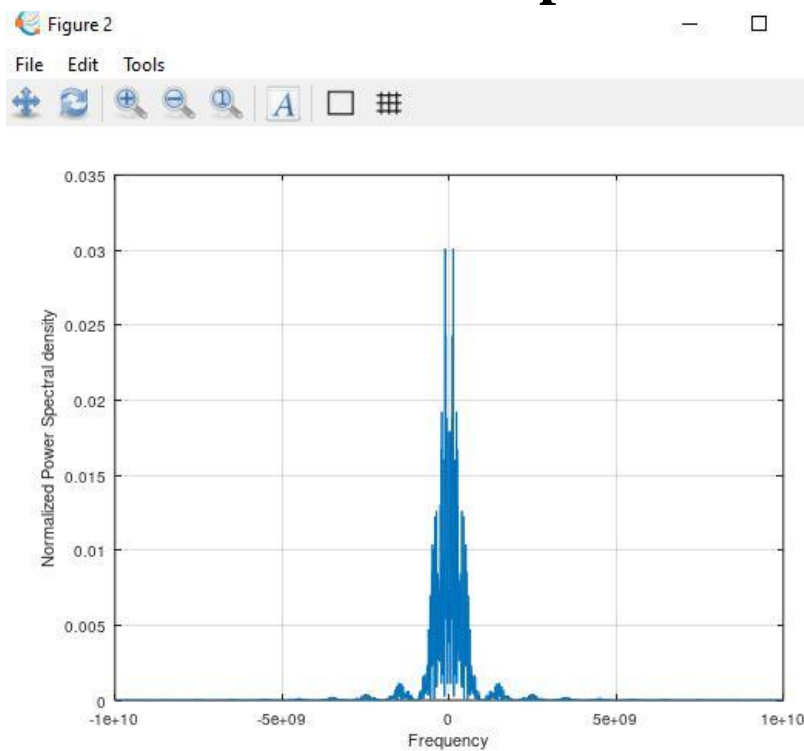 Figure 2
File Edit Tools
A
0.035
0.03
0.025
0.02
0.015
0.01
0.005
0
-1e+10 -5e+09 0 5e+09 1e+10
Normalized Power Spectral density
Frequency